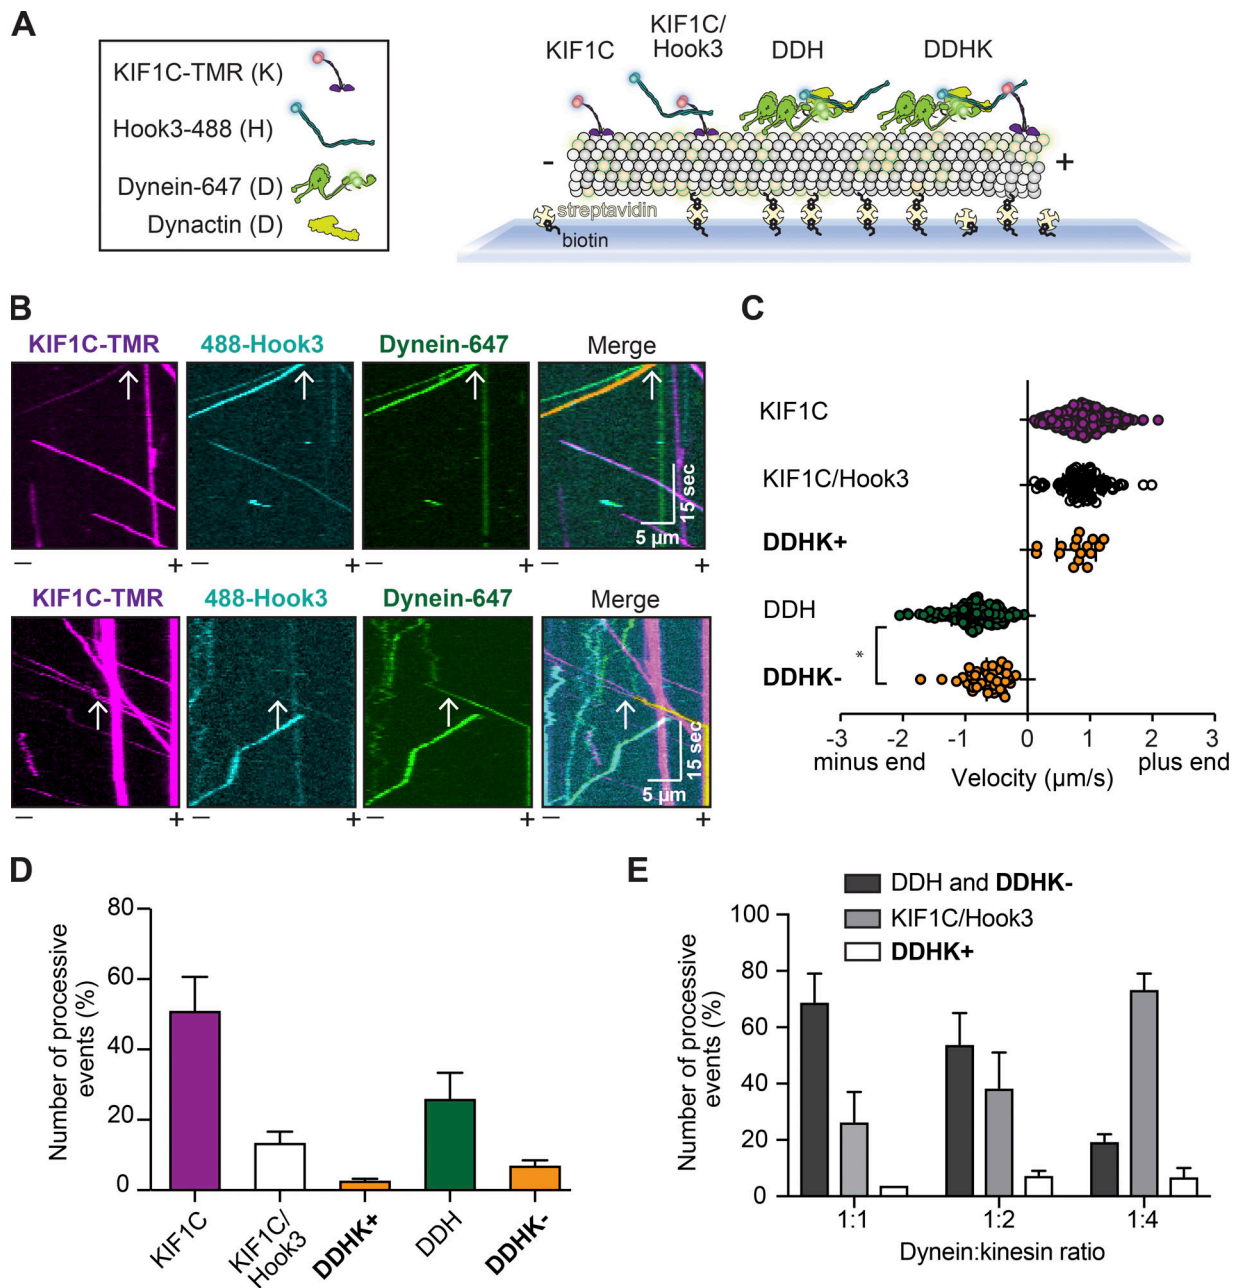 A
KIF1C-TMR (K)
Hook3-488 (H)
Dynein-647 (D)
Dynactin (D)
KIF1C
KIF1C/
Hook3
DDH
DDHK
-
+
streptavidin
biotin
B
KIF1C-TMR
488-Hook3
Dynein-647
Merge
15 sec
5 µm
– +
– +
– +
– +
KIF1C-TMR
488-Hook3
Dynein-647
Merge
15 sec
5 µm
– +
– +
– +
– +
C
KIF1C
KIF1C/Hook3
DDHK+
DDH
*
DDHK-
-3 -2 -1 0 1 2 3
minus end
plus end
Velocity (µm/s)
D
Number of processive
events (%)
80
60
40
20
0
KIF1C
KIF1C/
Hook3
DDHK+
DDH
DDHK-
E
DDH and DDHK-
KIF1C/Hook3
DDHK+
Number of processive
events (%)
100
80
60
40
20
0
1:1 1:2 1:4
Dynein:kinesin ratio